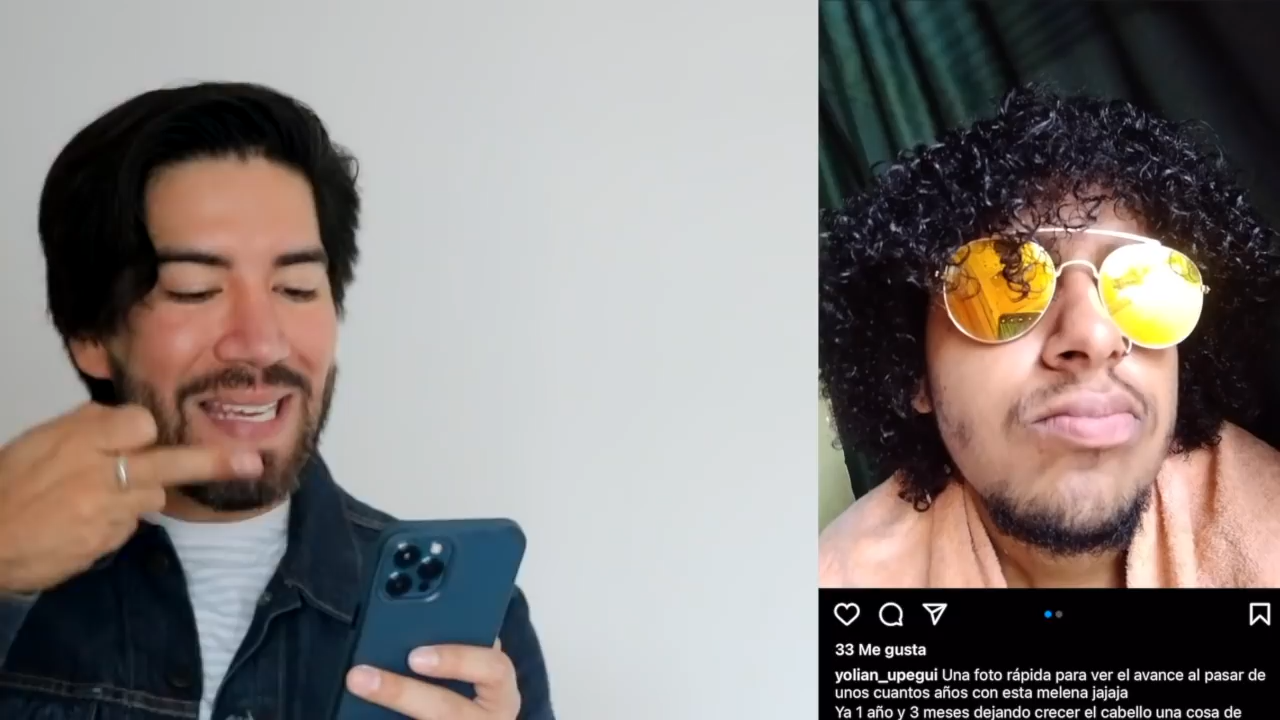 33 Me gusta
yolian_upegui Una foto rápida para ver el avance al pasar de
unos cuantos años con esta melena jajaja
Ya 1 año y 3 meses dejando crecer el cabello una cosa de